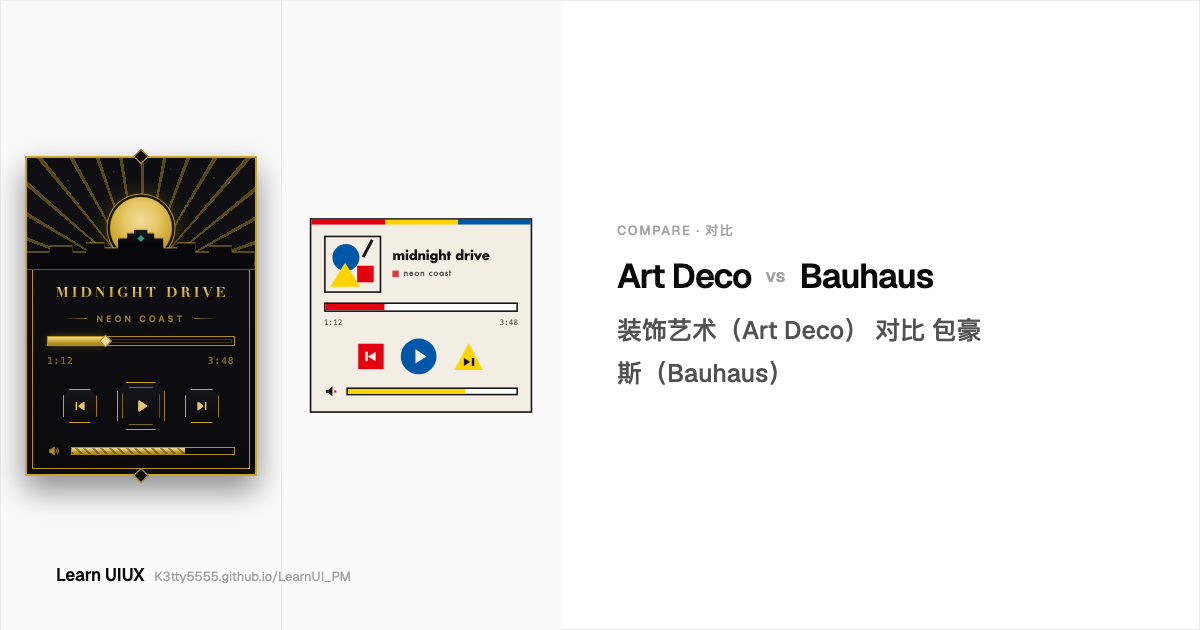 MIDNIGHT DRIVE
NEON COAST
1:12 3:48
midnight drive
neon coast
1:12 3:48
COMPARE · 对比
Art Deco vs Bauhaus
装饰艺术（Art Deco） 对比 包豪
斯（Bauhaus）
Learn UIUX K3tty5555.github.io/LearnUI_PM